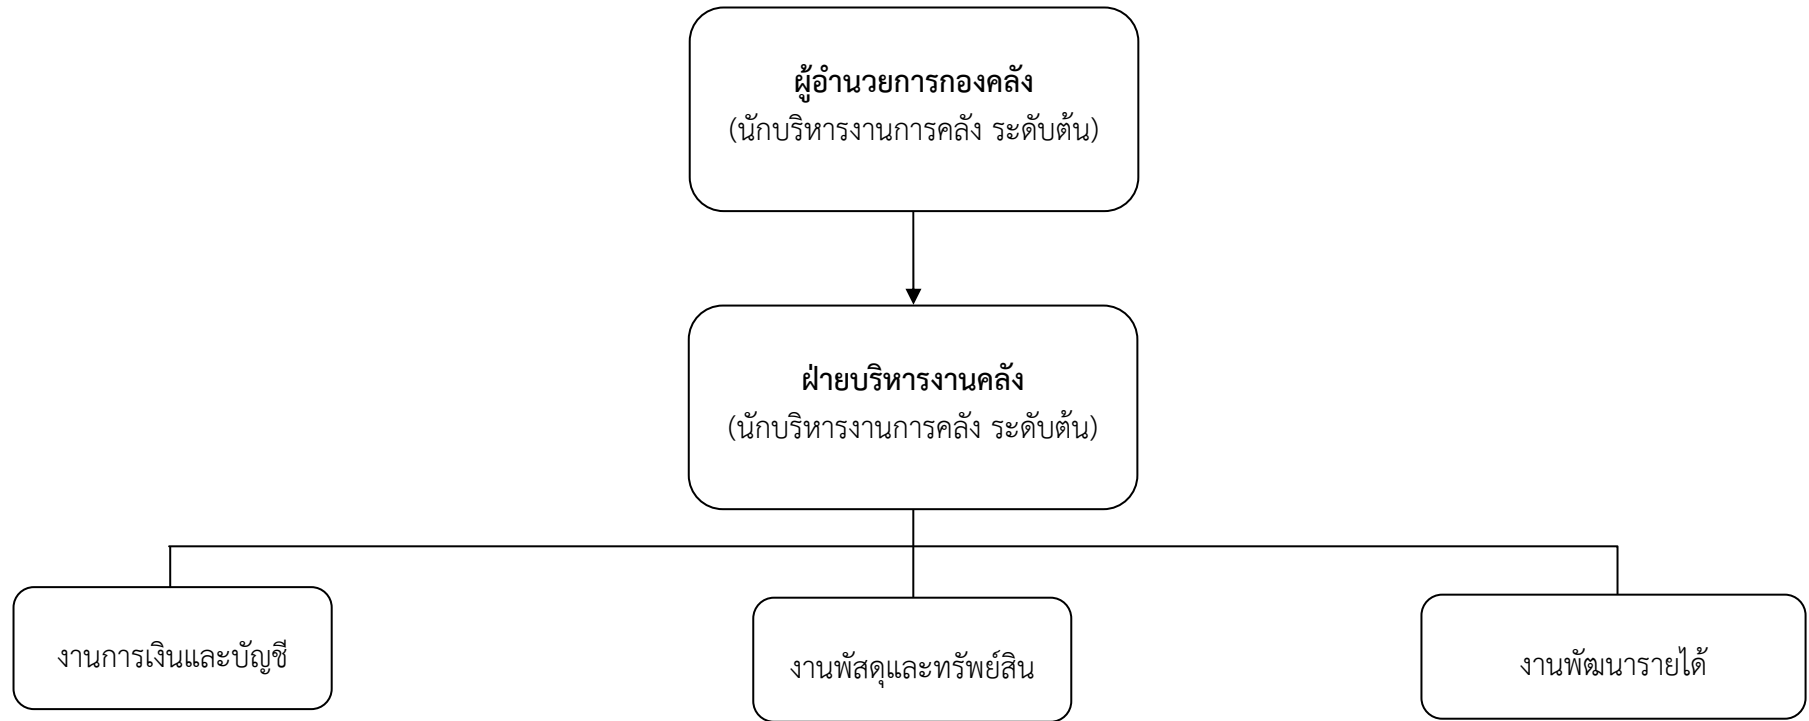 ผู้อำนวยการกองคลัง
(นักบริหารงานการคลัง ระดับต้น)
ฝ่ายบริหารงานคลัง
(นักบริหารงานการคลัง ระดับต้น)
งานการเงินและบัญชี
งานพัสดุและทรัพย์สิน
งานพัฒนารายได้